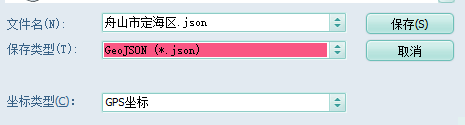 文件名(N): 舟山市定海区.json 保存(S)
保存类型(T): GeoJSON (*.json) 取消
坐标类型(C): GPS坐标